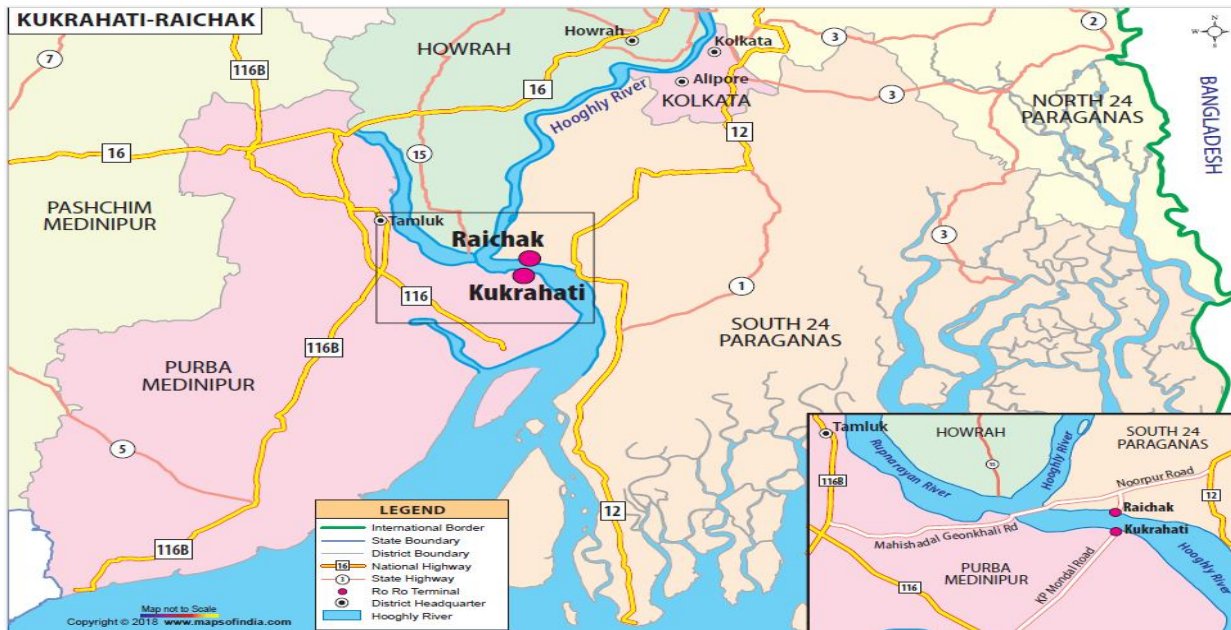 KUKRAHATI-RAICHAK
HOWRAH
Howrah
Kolkata
Alipore
KOLKATA
Hooghly River
7
116B
16
16
15
12
3
3
2
3
1
N
W
E
S
NORTH 24
PARAGANAS
BANGLADESH
PASHCHIM
MEDINIPUR
Tamluk
Raichak
Kukrahati
116
116B
PURBA
MEDINIPUR
SOUTH 24
PARAGANAS
5
116B
12
LEGEND
International Border
State Boundary
District Boundary
16 National Highway
3 State Highway
Ro Ro Terminal
District Headquarter
Hooghly River
Map not to Scale
Copyright © 2018 www.mapsofindia.com
Tamluk
HOWRAH
SOUTH 24
PARAGANAS
Rupnarayan River
Hooghly River
Noorpur Road
116B
12
Raichak
Kukrahati
Mahishadal Geonkhali Rd
KP Mondal Road
Hooghly River
PURBA
MEDINIPUR
116